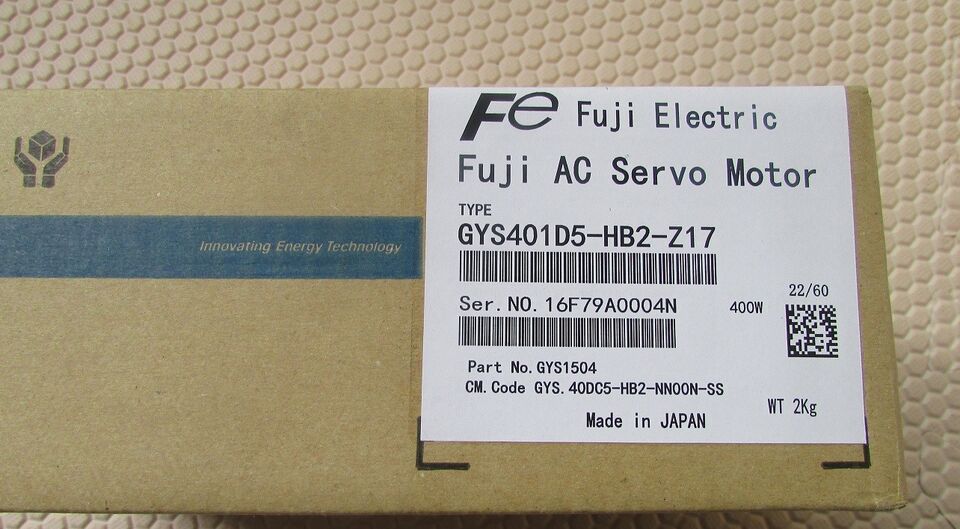 Innovating Energy Technology
Fe Fuji Electric
Fuji AC Servo Motor
TYPE
GYS401D5-HB2-Z17
Ser.NO.16F79A0004N
400W
22/60
Part No.GYS1504
CM.Code GYS.40DC5-HB2-NNOON-SS
WT 2Kg
Made in JAPAN